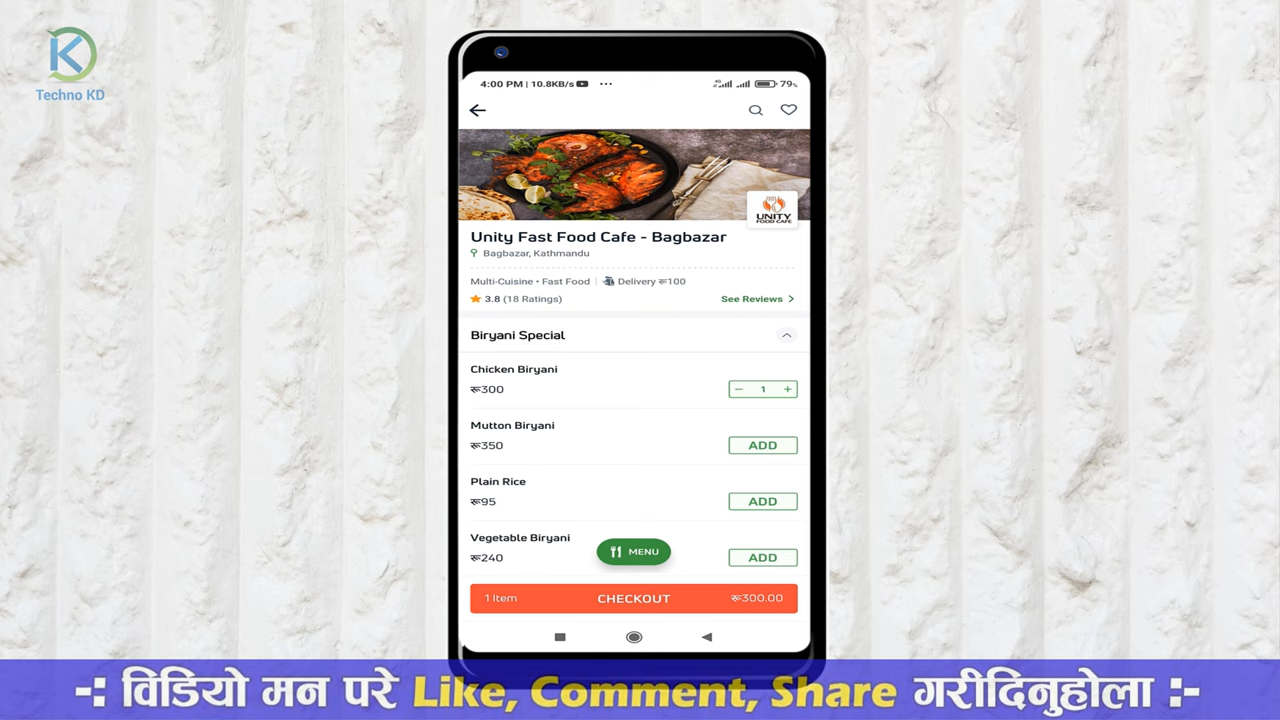 Techno KD
4:00 PM | 10.8KB/s ... 4G 79%
UNITY
FOOD CAFE
Unity Fast Food Cafe - Bagbazar
Bagbazar, Kathmandu
Multi-Cuisine • Fast Food | Delivery रू100
3.8 (18 Ratings) See Reviews >
Biryani Special
Chicken Biryani
रू300 − 1 +
Mutton Biryani
रू350 ADD
Plain Rice
रू95 ADD
Vegetable Biryani
रू240 MENU ADD
1 Item CHECKOUT रू300.00
-: विडियो मन परे Like, Comment, Share गरीदिनुहोला :-